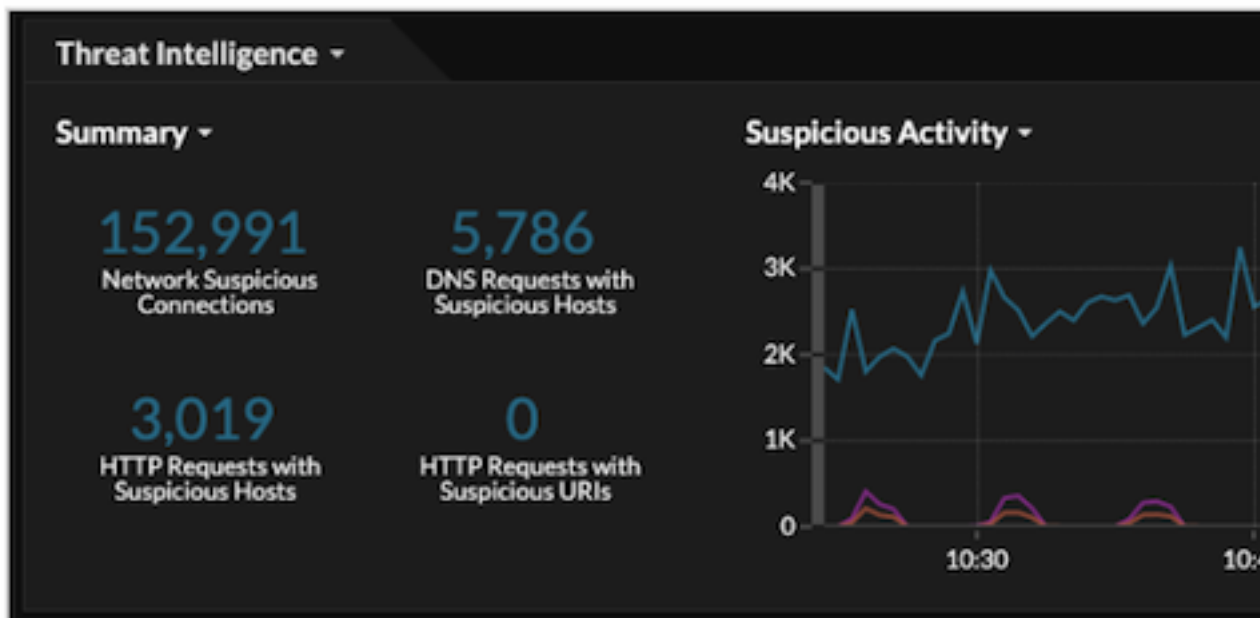 Threat Intelligence
Summary
152,991
Network Suspicious
Connections
5,786
DNS Requests with
Suspicious Hosts
3,019
HTTP Requests with
Suspicious Hosts
0
HTTP Requests with
Suspicious URIs
Suspicious Activity
4K
3K
2K
1K
0
10:30